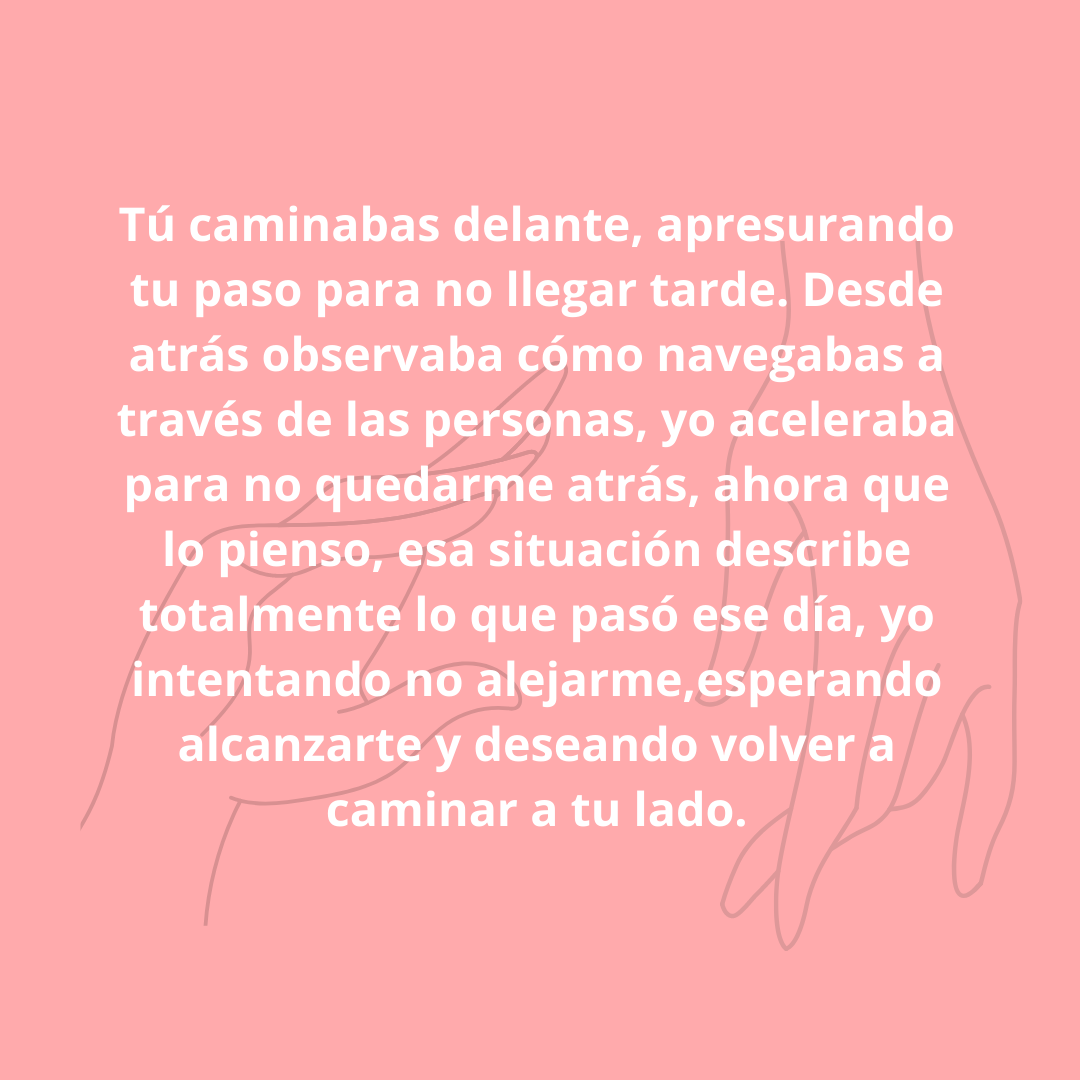 Tú caminabas delante, apresurando
tu paso para no llegar tarde. Desde
atrás observaba cómo navegabas a
través de las personas, yo aceleraba
para no quedarme atrás, ahora que
lo pienso, esa situación describe
totalmente lo que pasó ese día, yo
intentando no alejarme,esperando
alcanzarte y deseando volver a
caminar a tu lado.